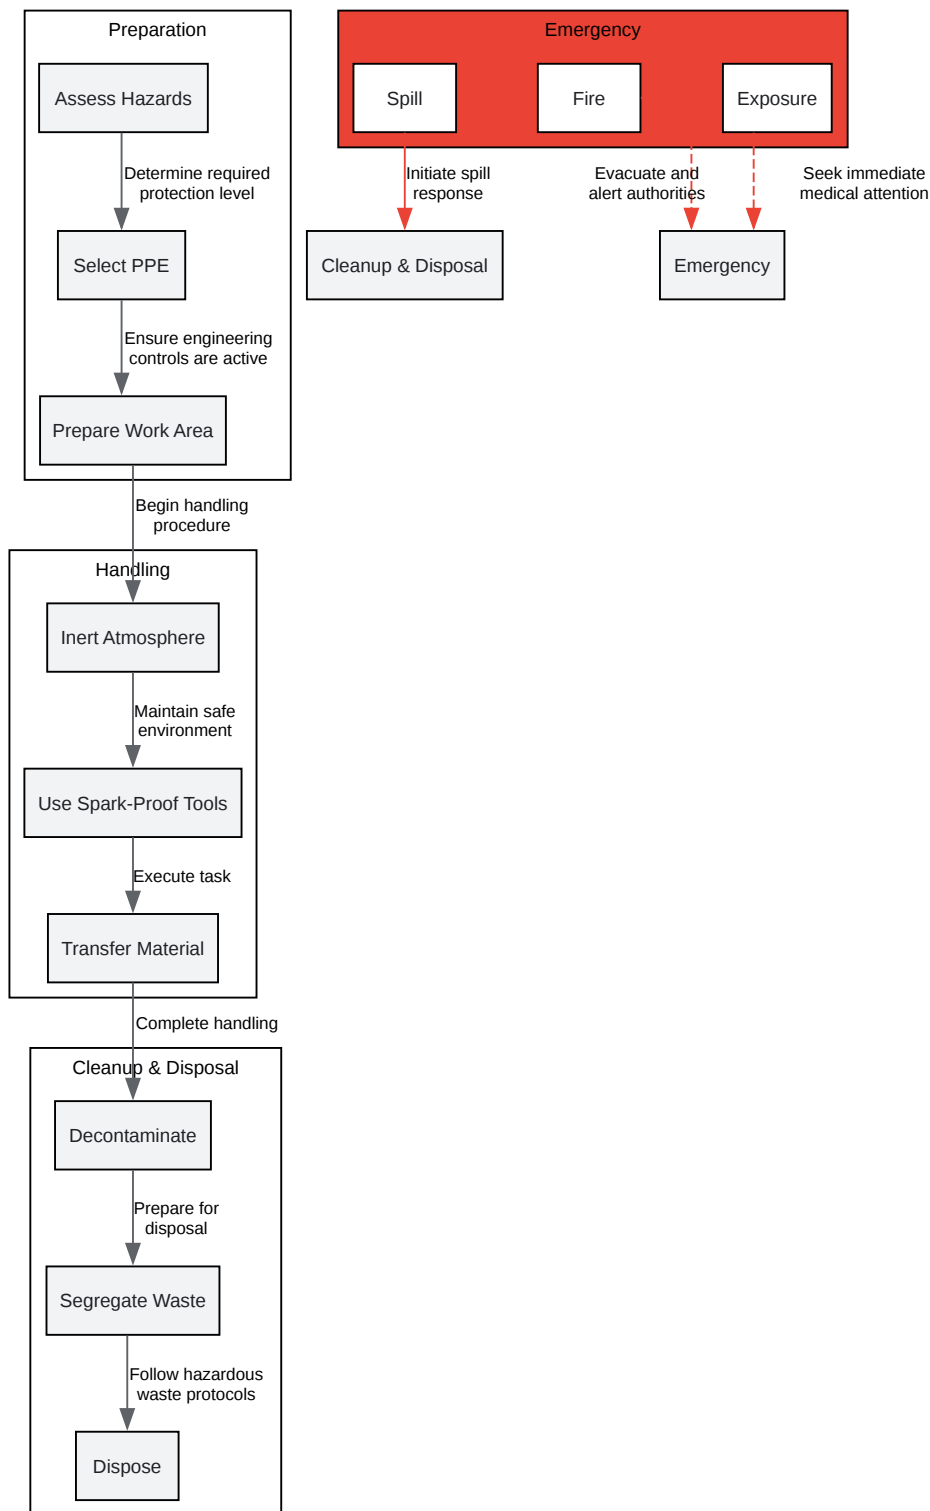 Preparation
Assess Hazards
Determine required
protection level
Select PPE
Ensure engineering
controls are active
Prepare Work Area
Begin handling
procedure
Handling
Inert Atmosphere
Maintain safe
environment
Use Spark-Proof Tools
Execute task
Transfer Material
Complete handling
Cleanup & Disposal
Decontaminate
Prepare for
disposal
Segregate Waste
Follow hazardous
waste protocols
Dispose
Emergency
Spill
Fire
Exposure
Initiate spill
response
Evacuate and
alert authorities
Seek immediate
medical attention
Cleanup & Disposal
Emergency